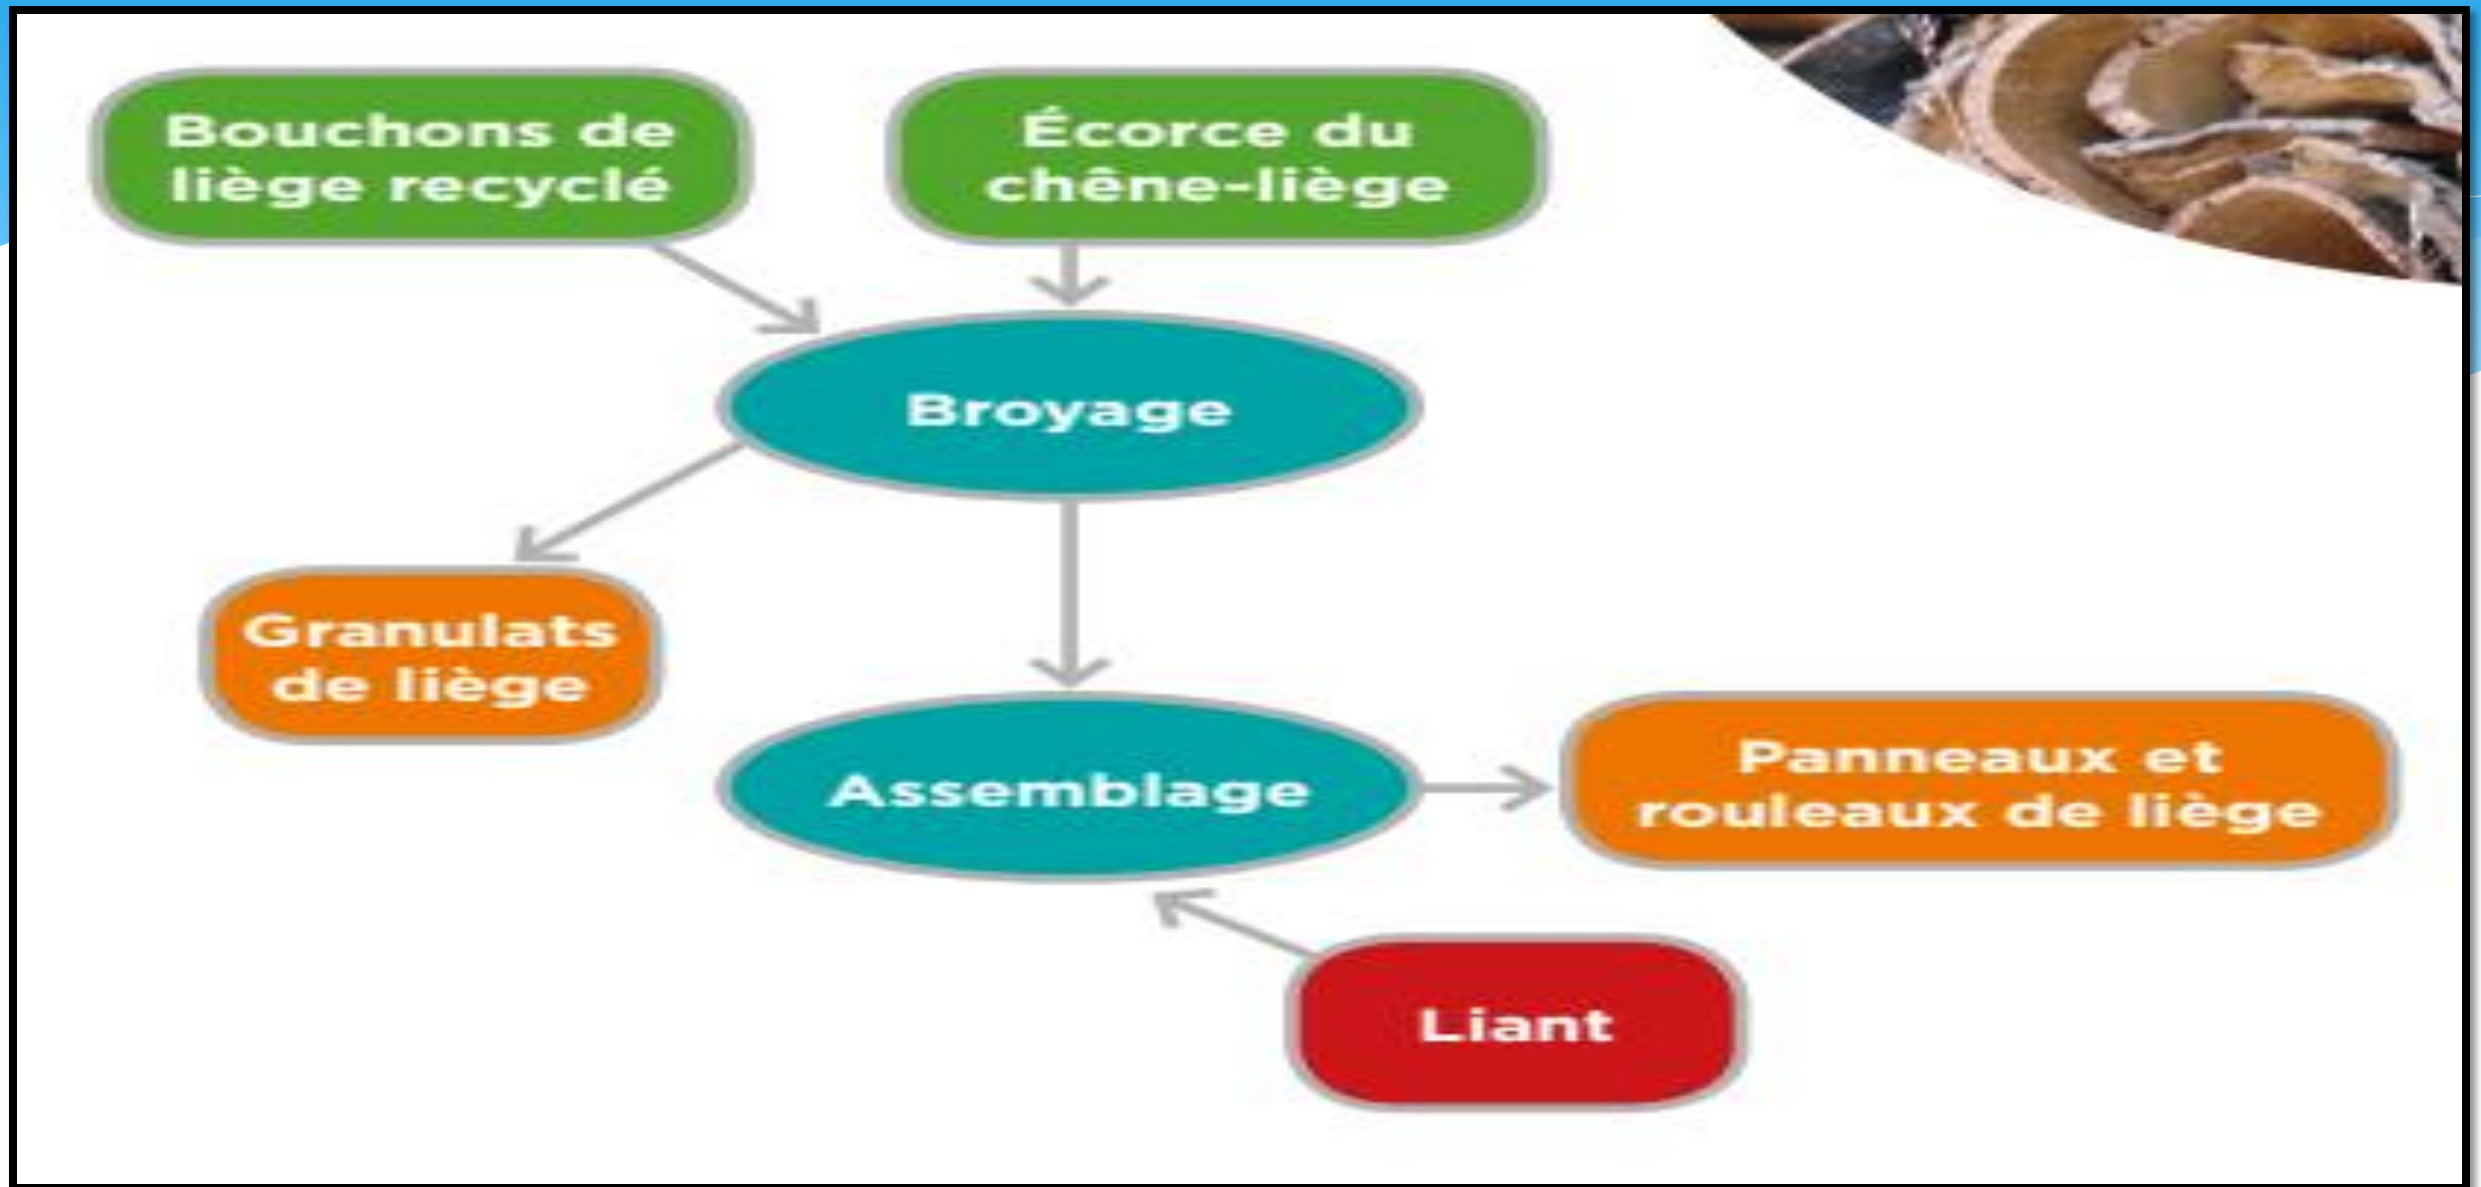 Bouchons de
liège recyclé
Écorce du
chêne-liège
Broyage
Granulats
de liège
Assemblage
Panneaux et
rouleaux de liège
Liant